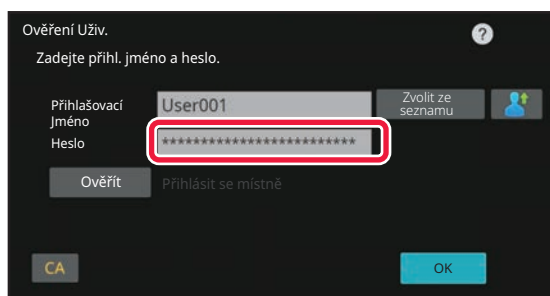 Ověření Uživ.
?
Zadejte přihl. jméno a heslo.
Přihlašovací
Jméno
User001
Zvolit ze
seznamu
Heslo
*************************
Ověřit
Přihlásit se místně
CA
OK